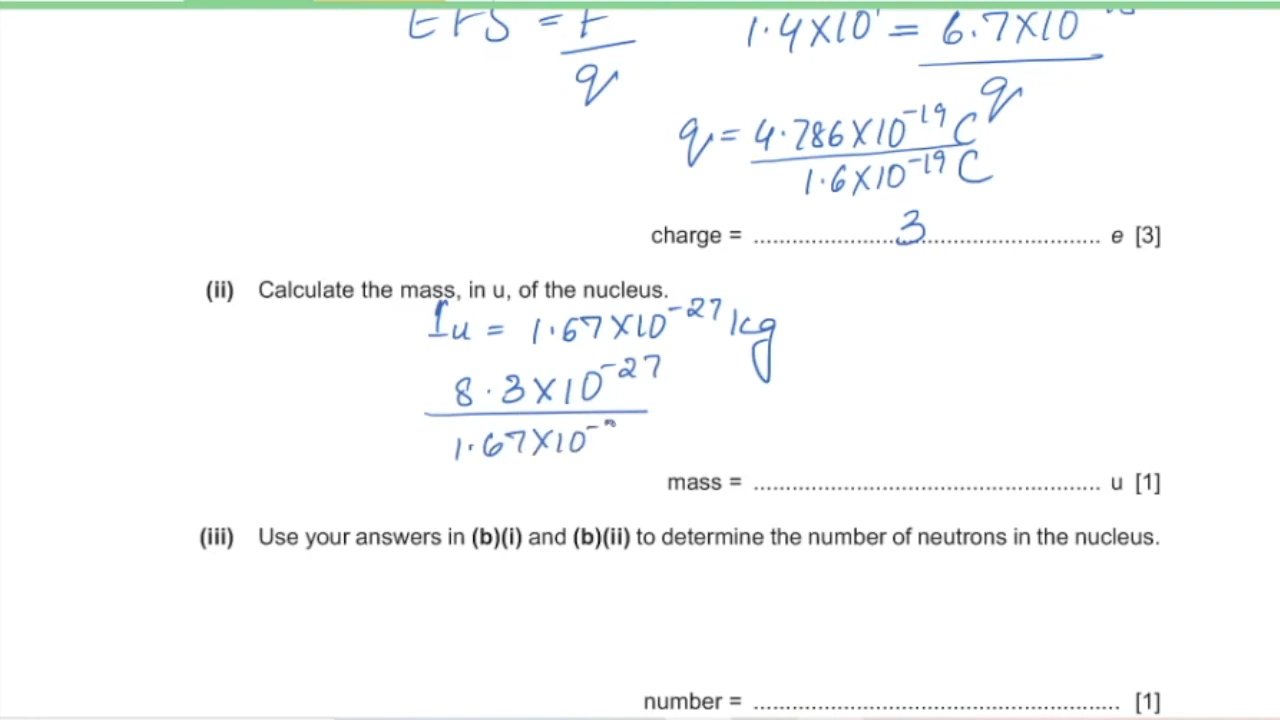 EFS = F/q 1.4×10 = 6.7×10/q
q = 4.786×10⁻¹⁹ C/1.6×10⁻¹⁹ C
charge = ............3............ e [3]
(ii) Calculate the mass, in u, of the nucleus.
1u = 1.67×10⁻²⁷ kg
8.3×10⁻²⁷
1.67×10⁻
mass = ........................ u [1]
(iii) Use your answers in (b)(i) and (b)(ii) to determine the number of neutrons in the nucleus.
number = ........................ [1]